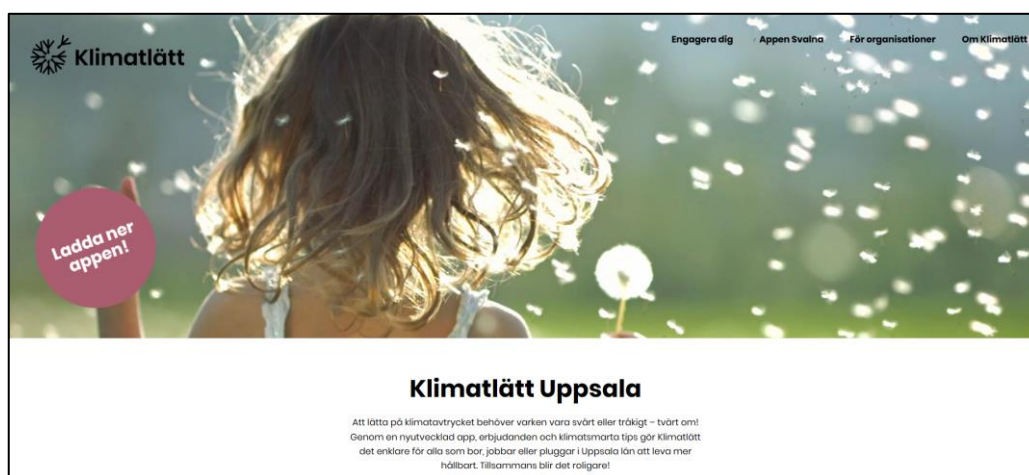 Klimatlätt
Engagera dig
Appen Svalna
För organisationer
Om Klimatlätt
Ladda ner
appen!
Klimatlätt Uppsala
Att lätta på klimatavtrycket behöver varken vara svårt eller tråkigt – tvärt om!
Genom en nyutvecklad app, erbjudanden och klimatsmarta tips gör Klimatlätt
det enklare för alla som bor, jobbar eller pluggar i Uppsala län att leva mer
hållbart. Tillsammans blir det roligare!